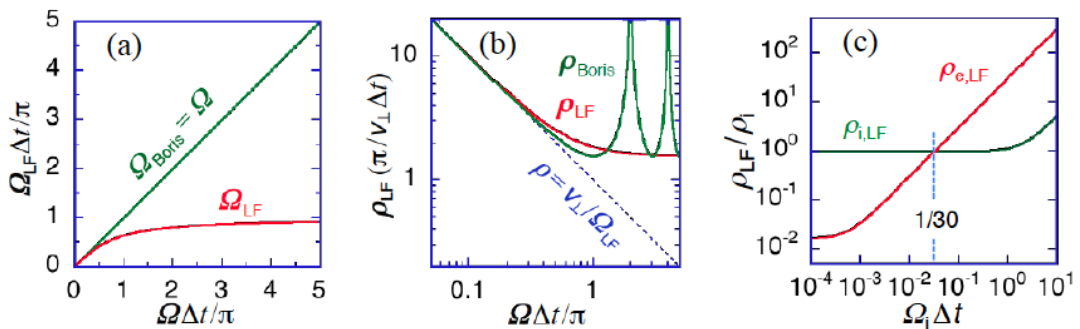 (a)
Ω_LF Δt/π
5
4
3
2
1
0
Ω_Boris = Ω
Ω_LF
0 1 2 3 4 5
ΩΔt/π
(b)
ρ_LF (π/v_⊥ Δt)
10
1
ρ_Boris
ρ_LF
ρ=v_⊥/Ω_LF
0.1 1
ΩΔt/π
(c)
ρ_LF / ρ_i
10^2
10^1
10^0
10^-1
10^-2
ρ_e,LF
ρ_i,LF
1/30
10^-4 10^-3 10^-2 10^-1 10^0 10^1
Ω_i Δt